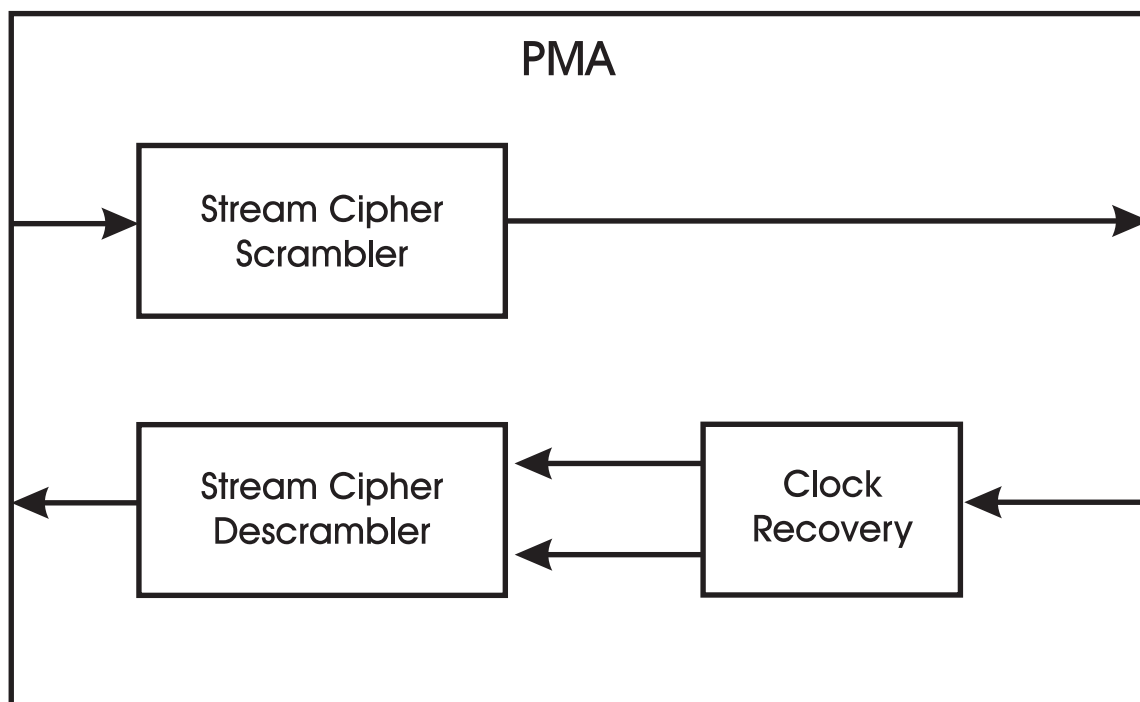 PMA
Stream Cipher
Scrambler
Stream Cipher
Descrambler
Clock
Recovery